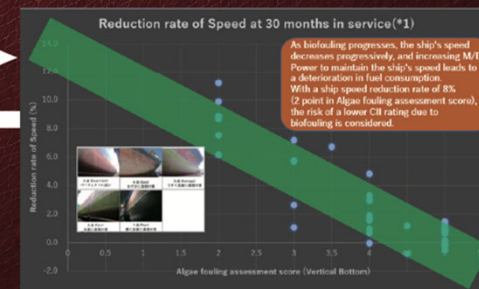 Reduction rate of Speed at 30 months in service(*1)
As biofouling progresses, the ship's speed
decreases progressively, and increasing M/E
Power to maintain the ship's speed leads to
a deterioration in fuel consumption.
With a ship speed reduction rate of 8%
(2 point in Algae fouling assessment score),
the risk of a lower CII rating due to
biofouling is considered.
Reduction rate of Speed (%)
14.0
12.0
8.0
6.0
4.0
2.0
0.0
-2.0
0
0.5
1
1.5
2
2.5
3
3.5
4
Algae fouling assessment score (Vertical Bottom)